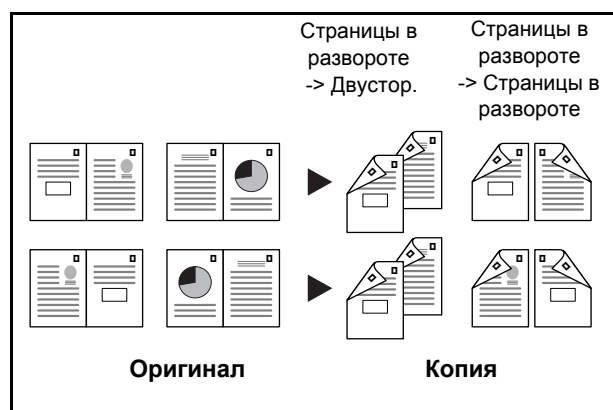 Страницы в
развороте
-> Двустор.
Страницы в
развороте
-> Страницы в
развороте
Оригинал
Копия